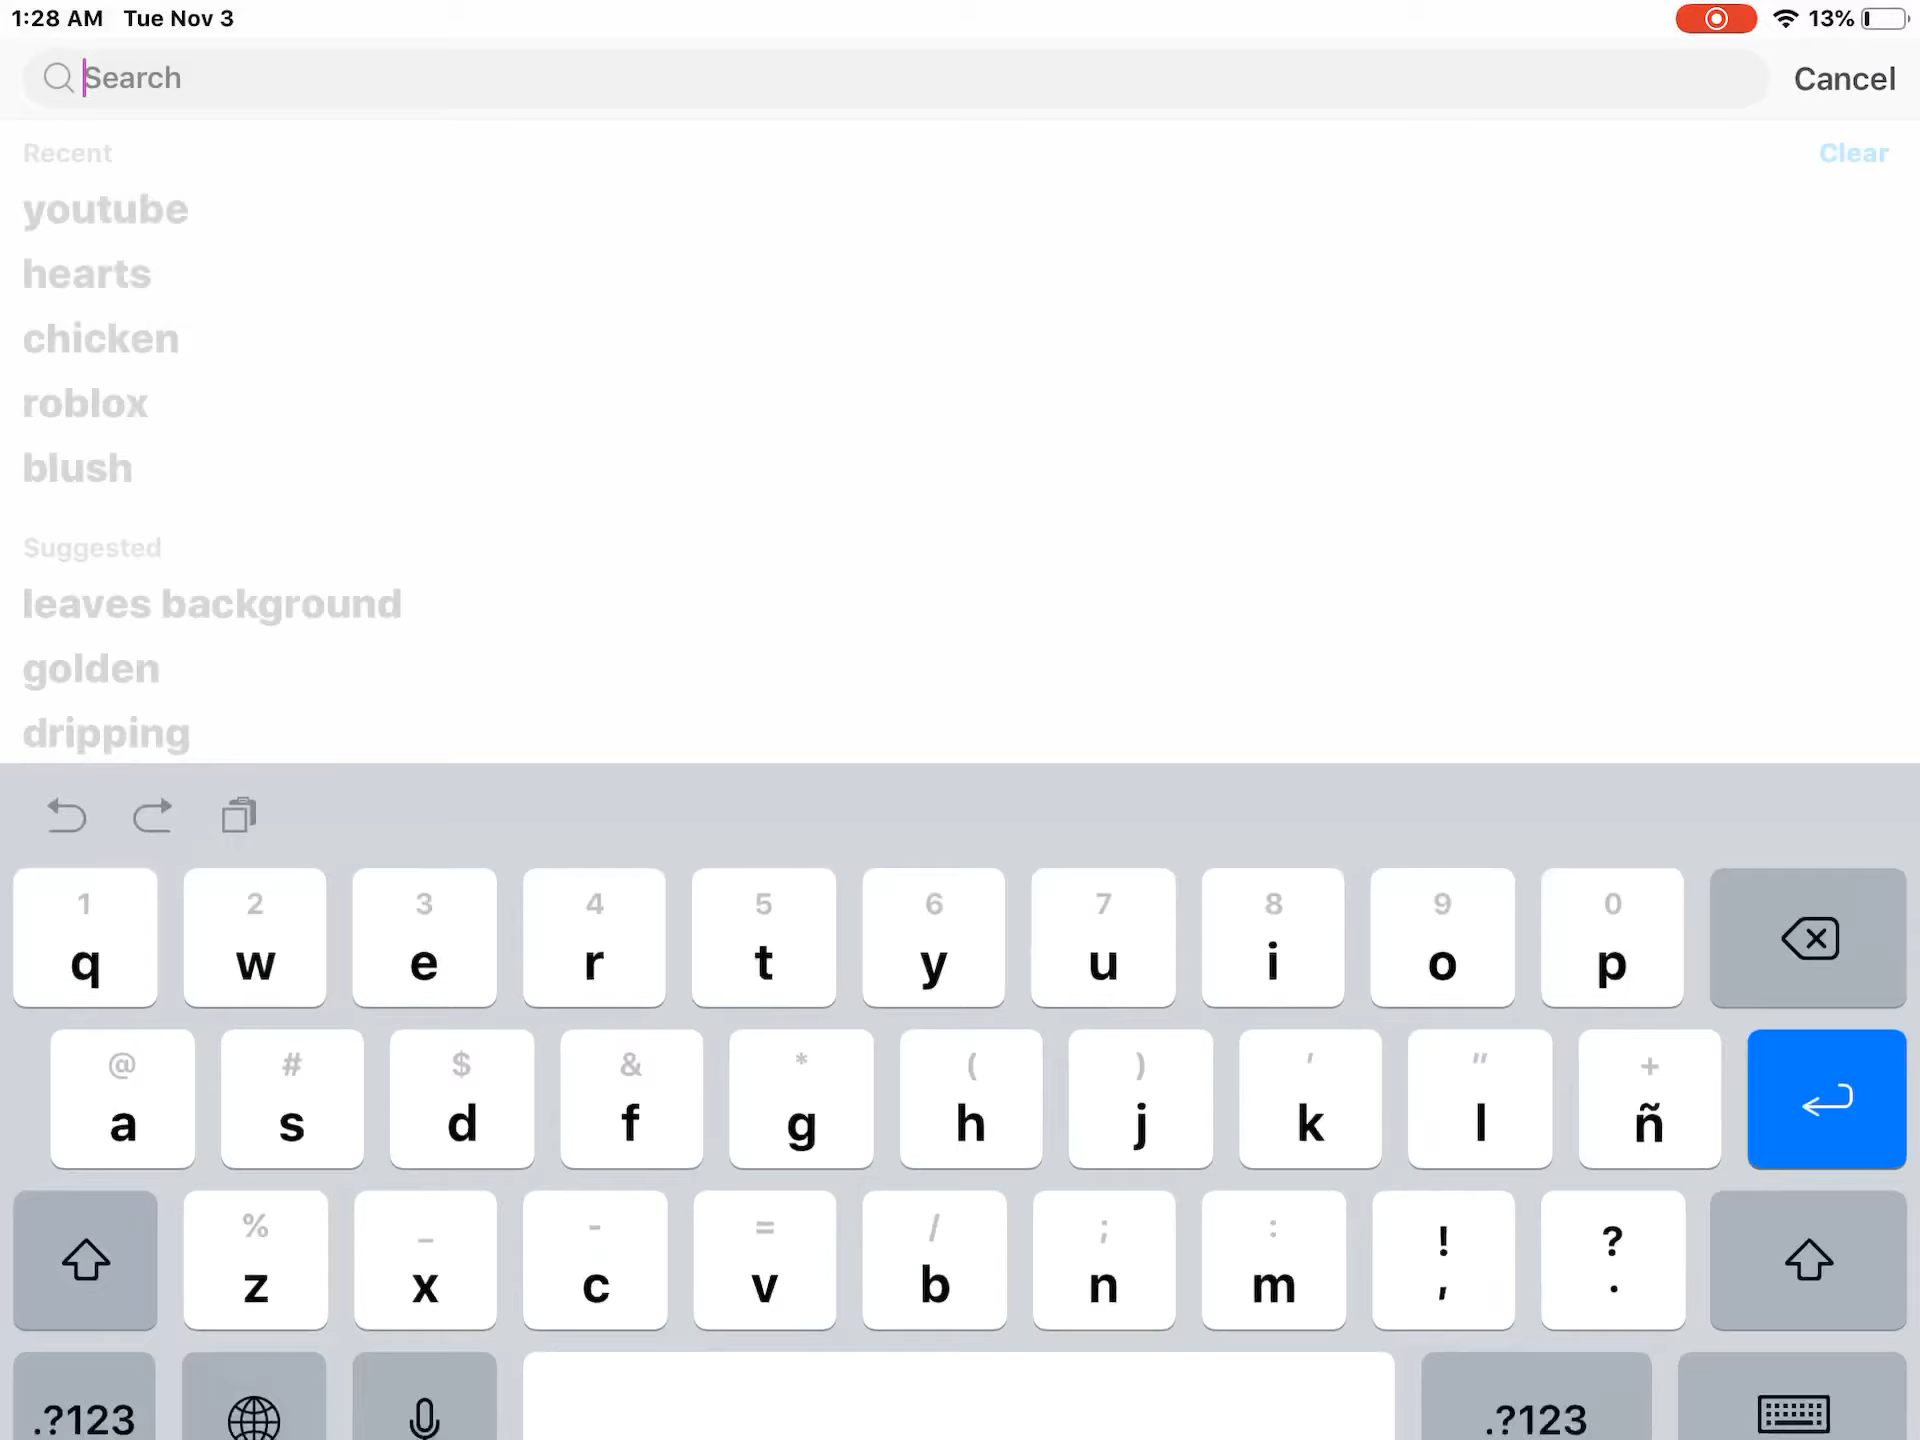 1:28 AM Tue Nov 3 13%
Search Cancel
Recent Clear
youtube
hearts
chicken
roblox
blush
Suggested
leaves background
golden
dripping
1 2 3 4 5 6 7 8 9 0
q w e r t y u i o p
@ # $ & * ( ) ' " +
a s d f g h j k l ñ
% _ - = / ; : ! ?
z x c v b n m , .
.?123 .?123